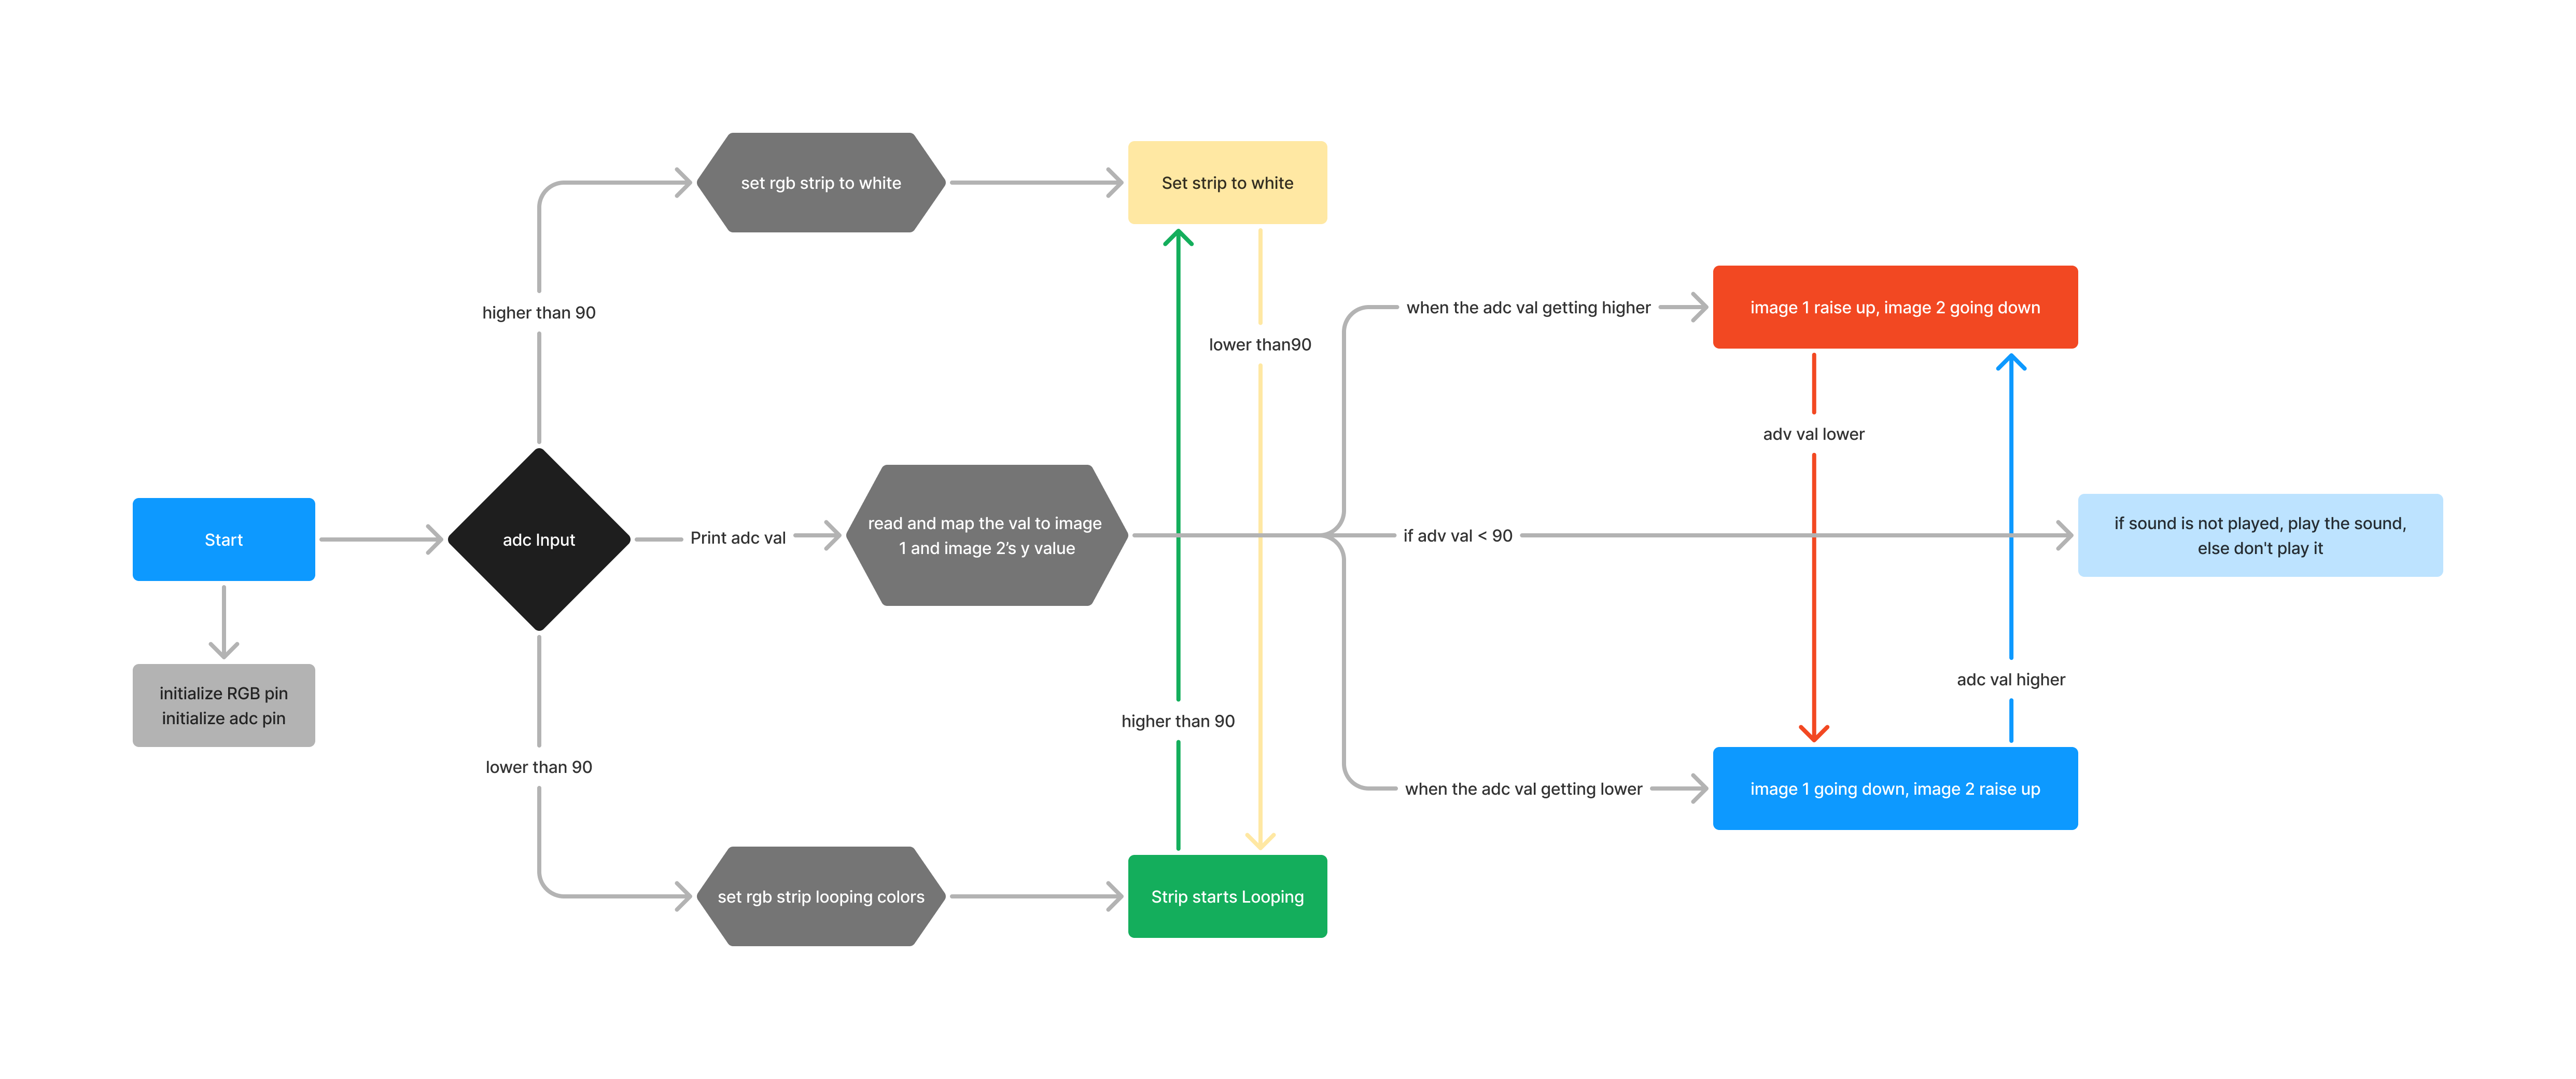 set rgb strip to white
Set strip to white
higher than 90
lower than90
when the adc val getting higher
image 1 raise up, image 2 going down
adv val lower
Start
adc Input
Print adc val
read and map the val to image
1 and image 2’s y value
if adv val < 90
if sound is not played, play the sound,
else don't play it
initialize RGB pin
initialize adc pin
adc val higher
higher than 90
lower than 90
when the adc val getting lower
image 1 going down, image 2 raise up
set rgb strip looping colors
Strip starts Looping